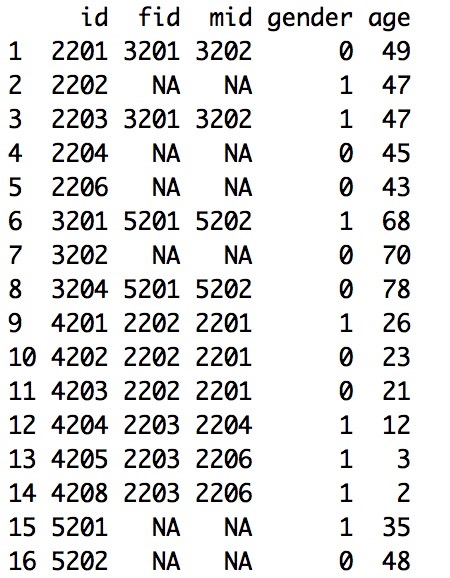 id fid mid gender age
1 2201 3201 3202 0 49
2 2202 NA NA 1 47
3 2203 3201 3202 1 47
4 2204 NA NA 0 45
5 2206 NA NA 0 43
6 3201 5201 5202 1 68
7 3202 NA NA 0 70
8 3204 5201 5202 0 78
9 4201 2202 2201 1 26
10 4202 2202 2201 0 23
11 4203 2202 2201 0 21
12 4204 2203 2204 1 12
13 4205 2203 2206 1 3
14 4208 2203 2206 1 2
15 5201 NA NA 1 35
16 5202 NA NA 0 48